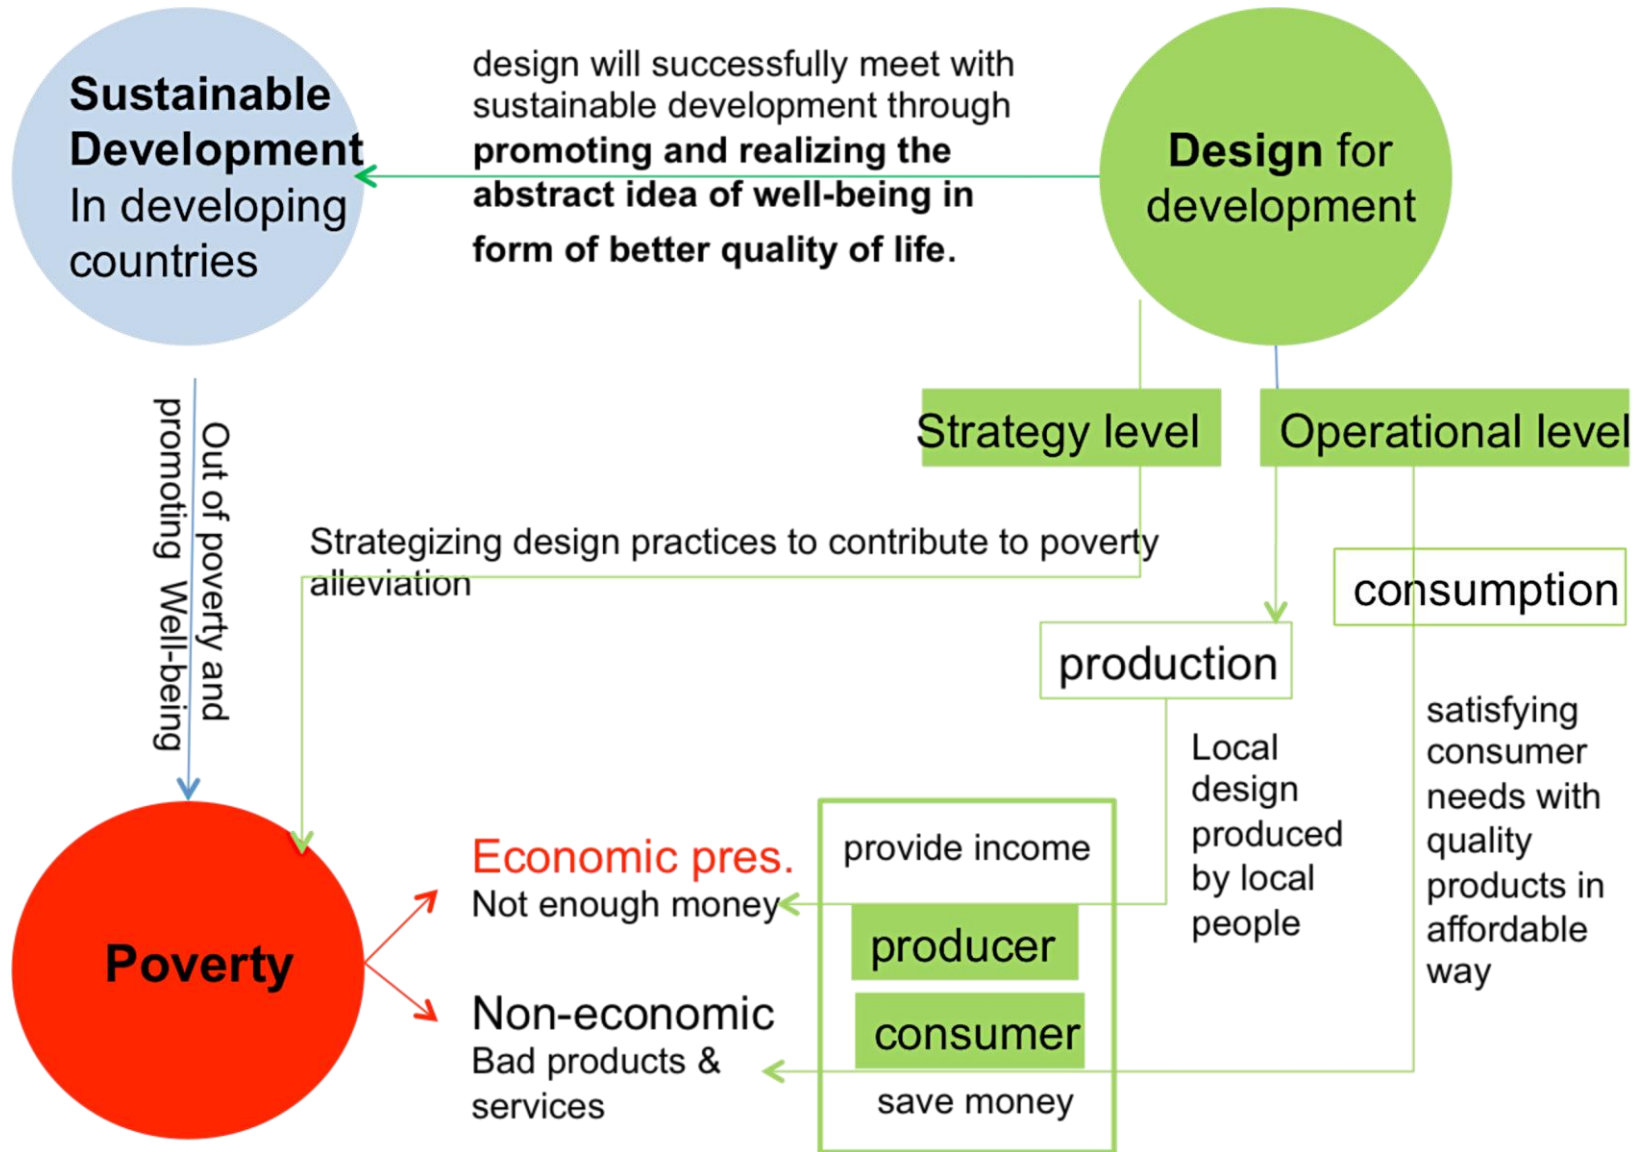 Sustainable
Development
In developing
countries
design will successfully meet with
sustainable development through
promoting and realizing the
abstract idea of well-being in
form of better quality of life.
Design for
development
Strategy level
Operational level
Out of poverty and
promoting Well-being
Strategizing design practices to contribute to poverty
alleviation
consumption
production
Local
design
produced
by local
people
satisfying
consumer
needs with
quality
products in
affordable
way
Poverty
Economic pres.
Not enough money
Non-economic
Bad products &
services
provide income
producer
consumer
save money